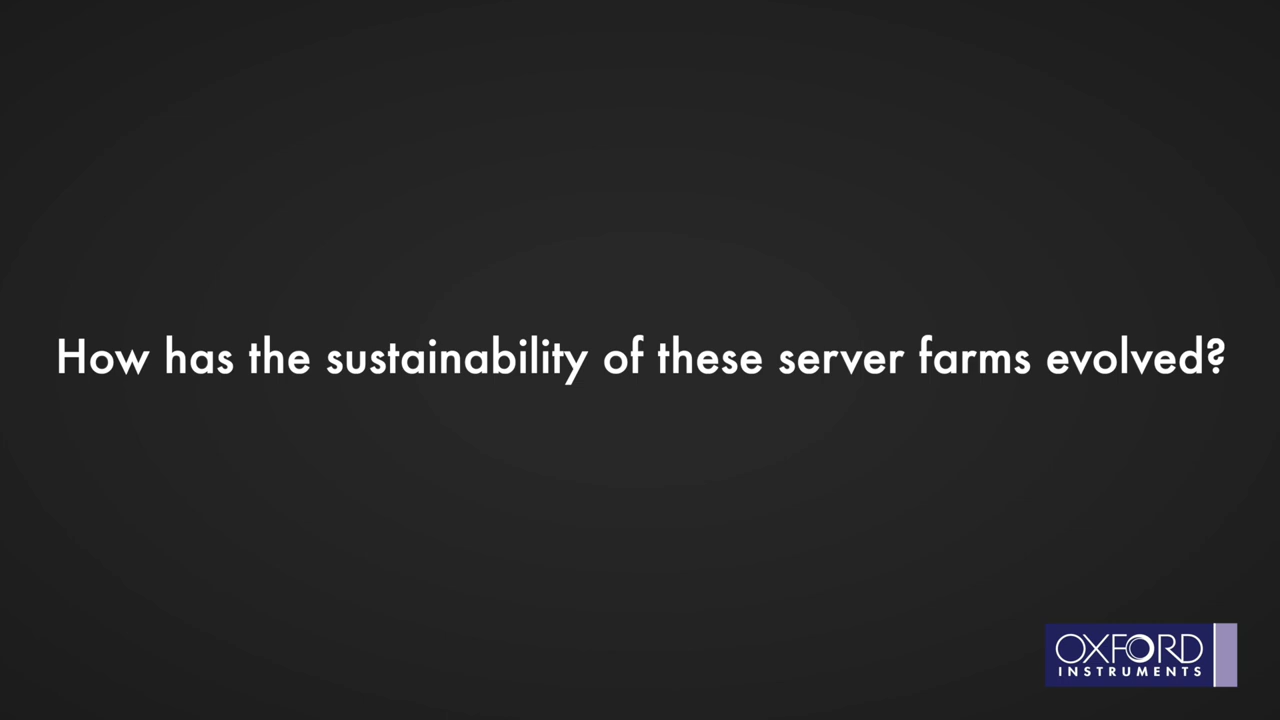 How has the sustainability of these server farms evolved?
OXFORD
INSTRUMENTS